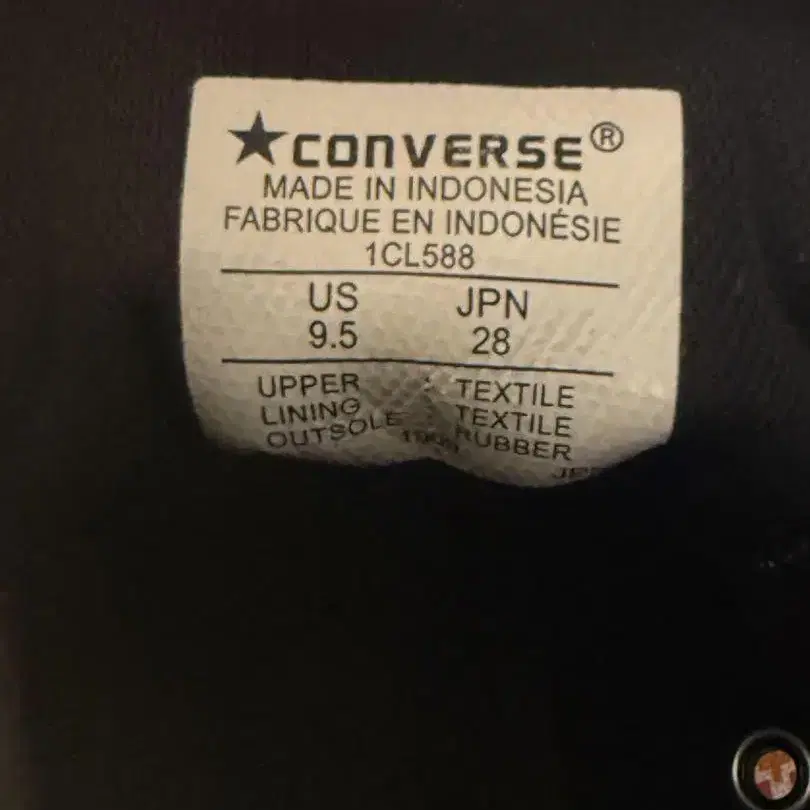 ★CONVERSE®
MADE IN INDONESIA
FABRIQUE EN INDONÉSIE
1CL588
US JPN
9.5 28
UPPER : TEXTILE
LINING : TEXTILE
OUTSOLE RUBBER